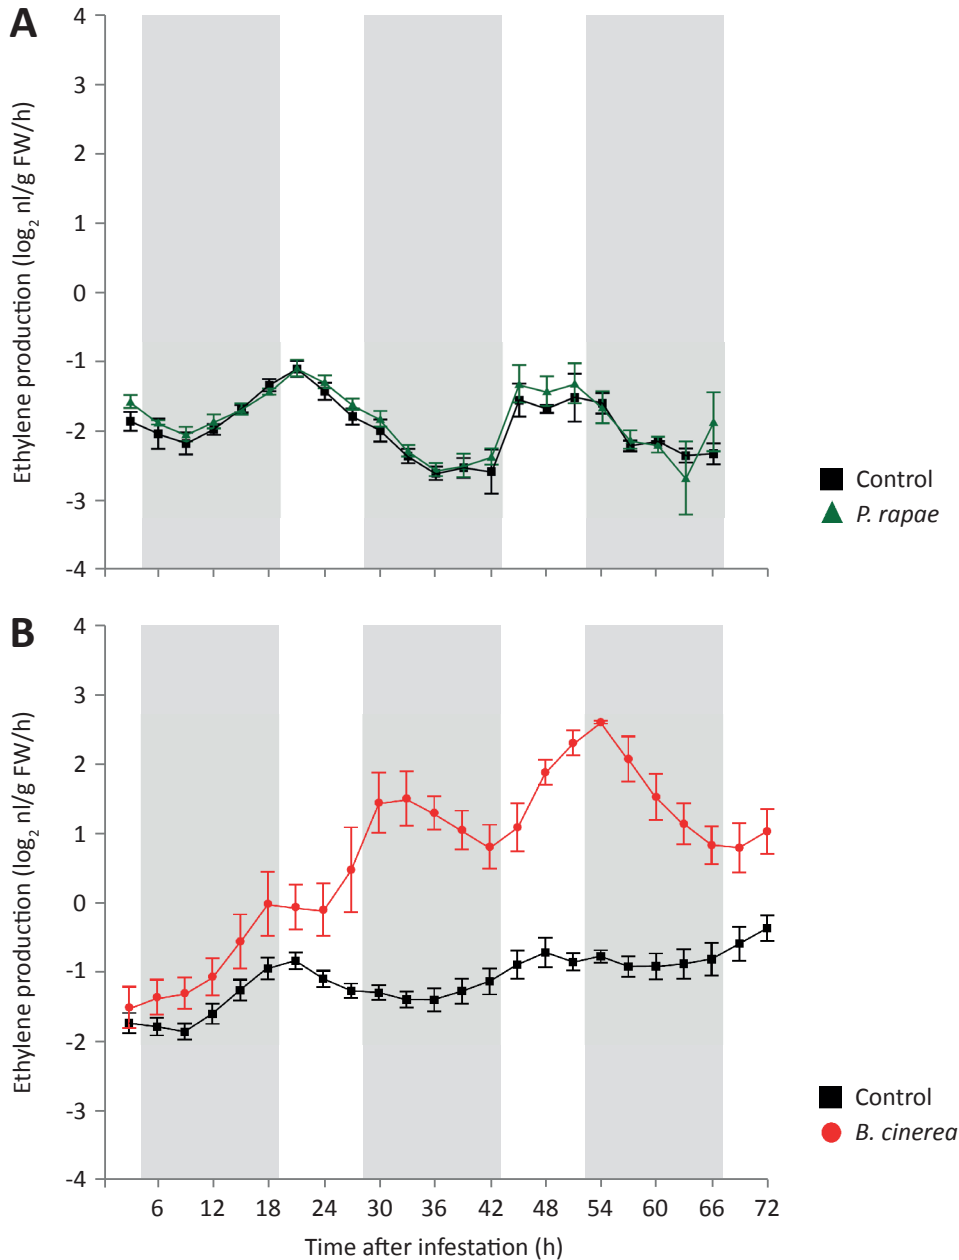 A
Ethylene production (log2 nl/g FW/h)
4
3
2
1
0
-1
-2
-3
-4
Control
P. rapae
B
Ethylene production (log2 nl/g FW/h)
4
3
2
1
0
-1
-2
-3
-4
Control
B. cinerea
6 12 18 24 30 36 42 48 54 60 66 72
Time after infestation (h)